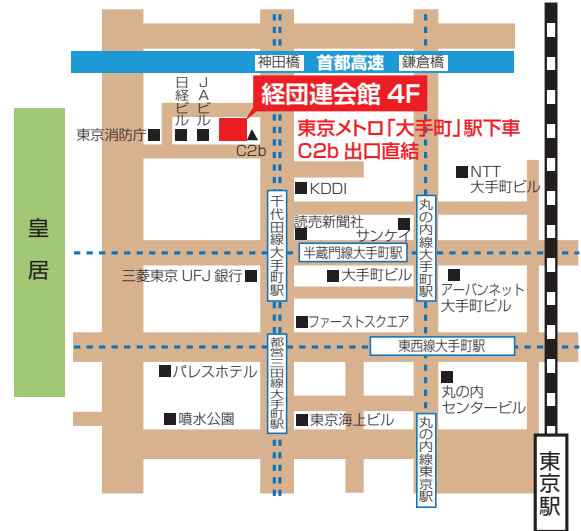 神田橋
首都高速
鎌倉橋
日経ビル
JAビル
経団連会館 4F
東京消防庁
C2b
東京メトロ「大手町」駅下車
C2b 出口直結
NTT
大手町ビル
KDDI
皇居
千代田線大手町駅
丸の内線大手町駅
読売新聞社
サンケイ
半蔵門線大手町駅
三菱東京 UFJ 銀行
大手町ビル
アーバンネット
大手町ビル
ファーストスクエア
都営三田線大手町駅
東西線大手町駅
パレスホテル
丸の内
センタービル
噴水公園
東京海上ビル
丸の内線東京駅
東京駅